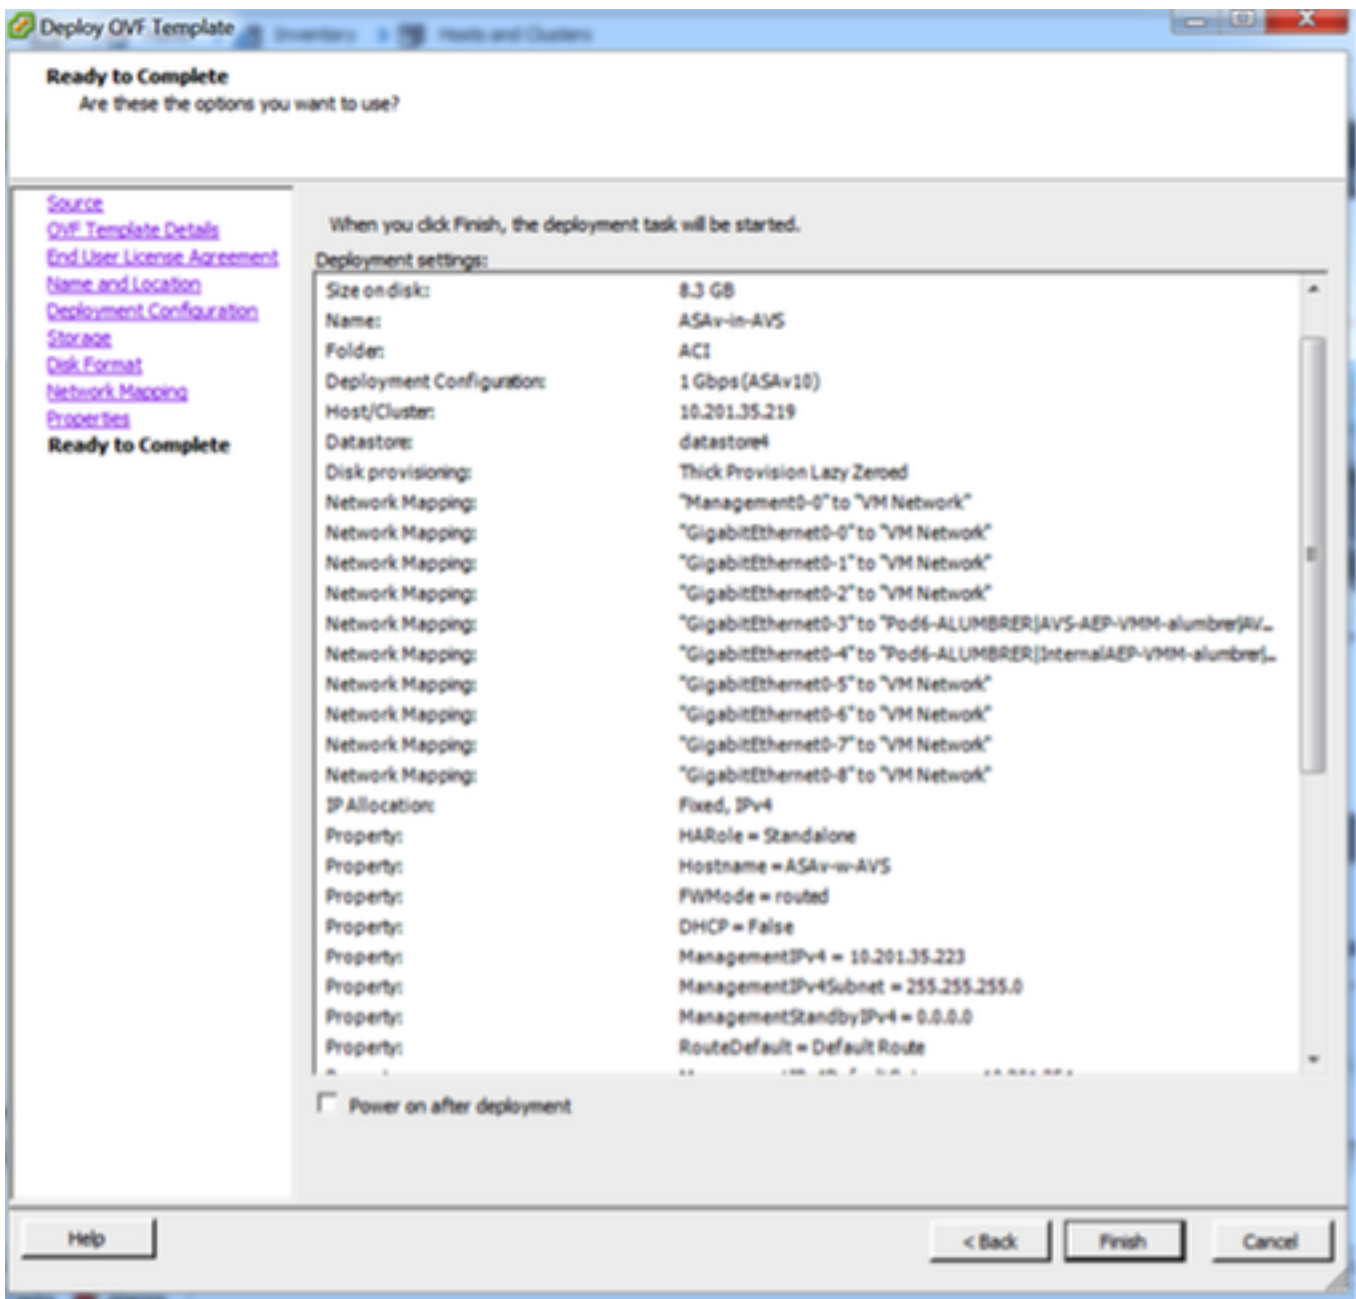 Deploy OVF Template
Inventory Hosts and Clusters
Ready to Complete
Are these the options you want to use?
Source
OVF Template Details
End User License Agreement
Name and Location
Deployment Configuration
Storage
Disk Format
Network Mapping
Properties
Ready to Complete
When you click Finish, the deployment task will be started.
Deployment settings:
Size on disk: 8.3 GB
Name: ASAv-in-AVS
Folder: ACI
Deployment Configuration: 1 Gbps (ASAv10)
Host/Cluster: 10.201.35.219
Datastore: datastore4
Disk provisioning: Thick Provision Lazy Zeroed
Network Mapping: "Management0-0" to "VM Network"
Network Mapping: "GigabitEthernet0-0" to "VM Network"
Network Mapping: "GigabitEthernet0-1" to "VM Network"
Network Mapping: "GigabitEthernet0-2" to "VM Network"
Network Mapping: "GigabitEthernet0-3" to "Pod6-ALUMBRER|AVS-AEP-VMM-alumbrer|AV...
Network Mapping: "GigabitEthernet0-4" to "Pod6-ALUMBRER|InternalAEP-VMM-alumbrer|...
Network Mapping: "GigabitEthernet0-5" to "VM Network"
Network Mapping: "GigabitEthernet0-6" to "VM Network"
Network Mapping: "GigabitEthernet0-7" to "VM Network"
Network Mapping: "GigabitEthernet0-8" to "VM Network"
IP Allocation: Fixed, IPv4
Property: HARole = Standalone
Property: Hostname = ASAv-w-AVS
Property: FWMode = routed
Property: DHCP = False
Property: ManagementIPv4 = 10.201.35.223
Property: ManagementIPv4Subnet = 255.255.255.0
Property: ManagementStandbyIPv4 = 0.0.0.0
Property: RouteDefault = Default Route
Power on after deployment
Help
< Back
Finish
Cancel